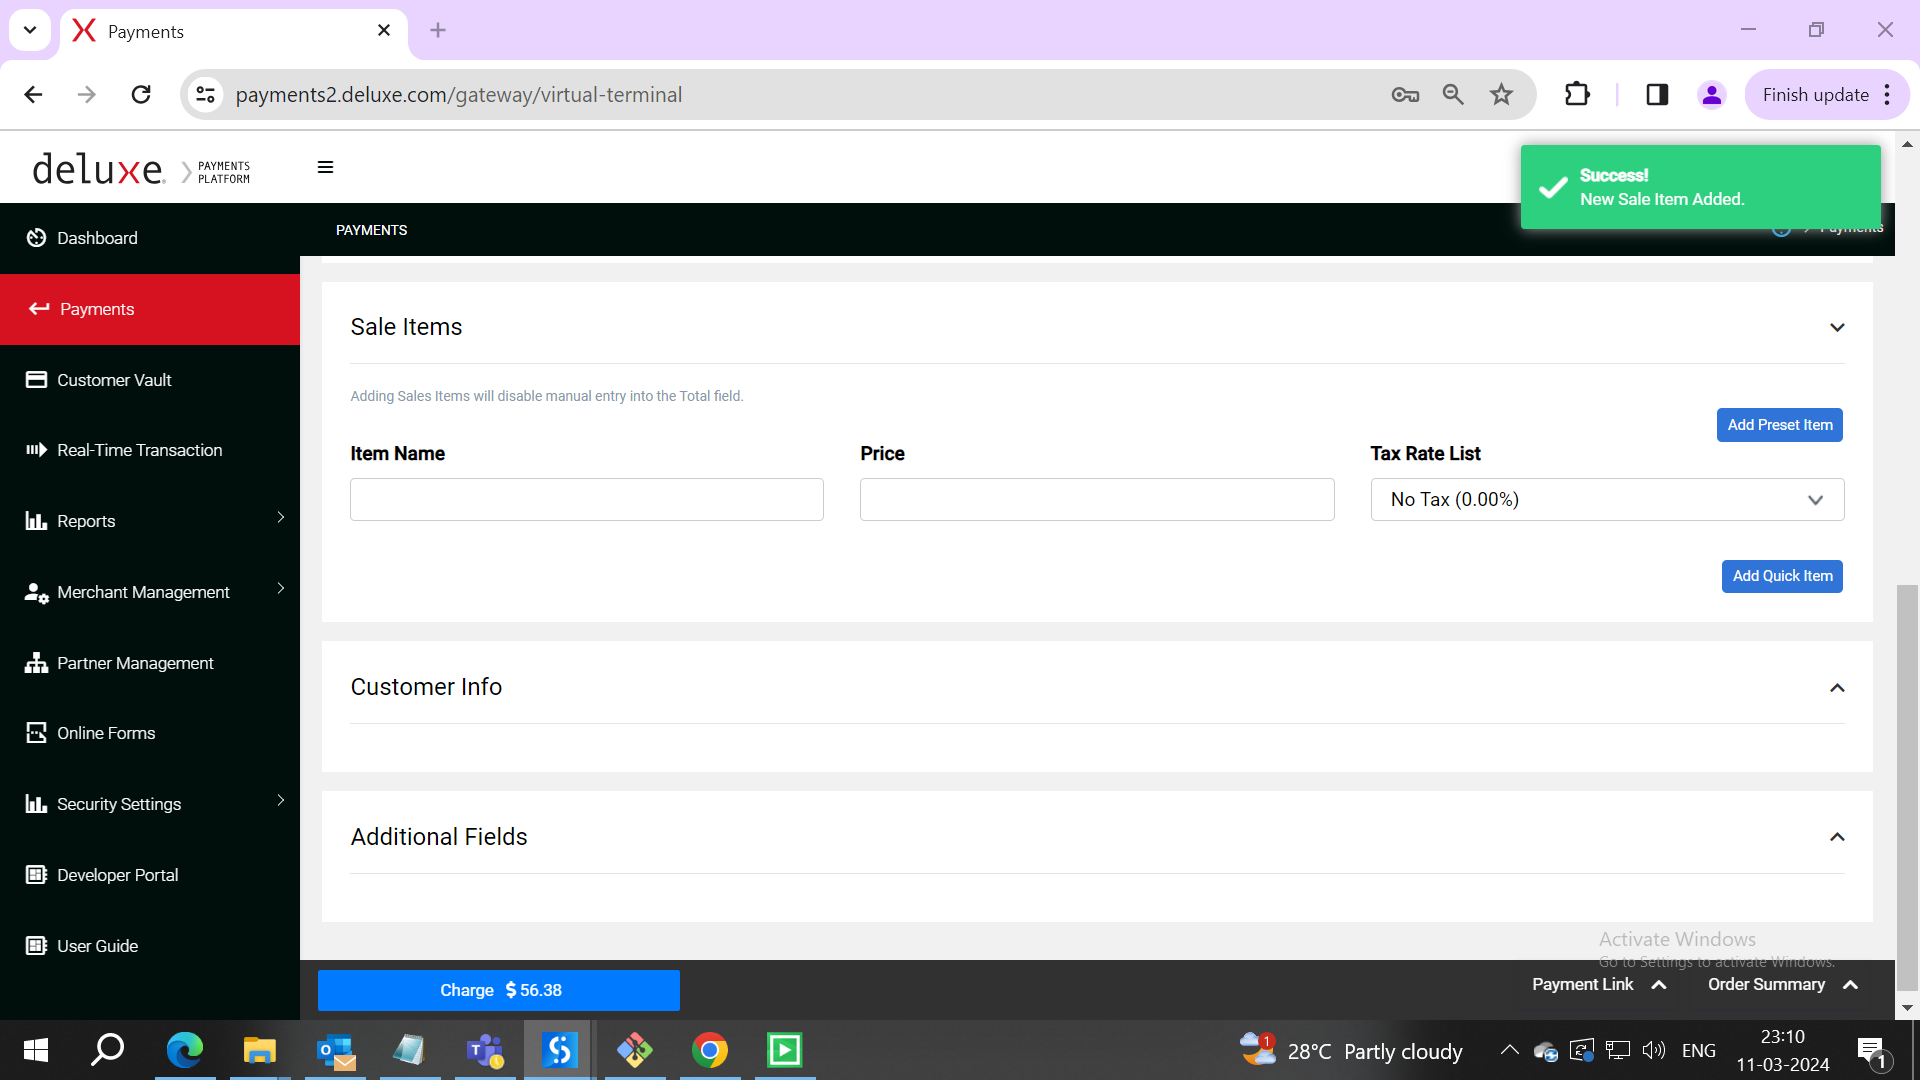 Payments
payments2.deluxe.com/gateway/virtual-terminal
Finish update
deluxe. PAYMENTS PLATFORM
Success!
New Sale Item Added.
PAYMENTS
Payments
Dashboard
Payments
Customer Vault
Real-Time Transaction
Reports
Merchant Management
Partner Management
Online Forms
Security Settings
Developer Portal
User Guide
Sale Items
Adding Sales Items will disable manual entry into the Total field.
Add Preset Item
Item Name
Price
Tax Rate List
No Tax (0.00%)
Add Quick Item
Customer Info
Additional Fields
Activate Windows
Go to Settings to activate Windows.
Charge $ 56.38
Payment Link
Order Summary
1
28°C Partly cloudy
ENG
23:10
11-03-2024
1